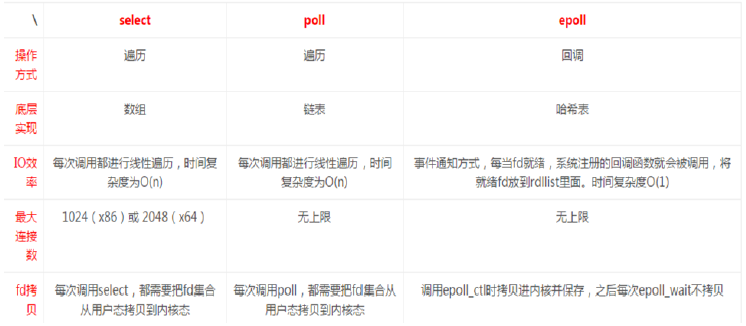 \ select poll epoll
操作
方式 遍历 遍历 回调
底层
实现 数组 链表 哈希表
IO效
率
每次调用都进行线性遍历，时间复
杂度为O(n)
每次调用都进行线性遍历，时间
复杂度为O(n)
事件通知方式，每当fd就绪，系统注册的回调函数就会被调用，将
就绪fd放到rdllist里面。时间复杂度O(1)
最大
连接
数
1024（x86）或 2048（x64） 无上限 无上限
fd拷
贝
每次调用select，都需要把fd集合
从用户态拷贝到内核态
每次调用poll，都需要把fd集合从
用户态拷贝到内核态
调用epoll_ctl时拷贝进内核并保存，之后每次epoll_wait不拷贝